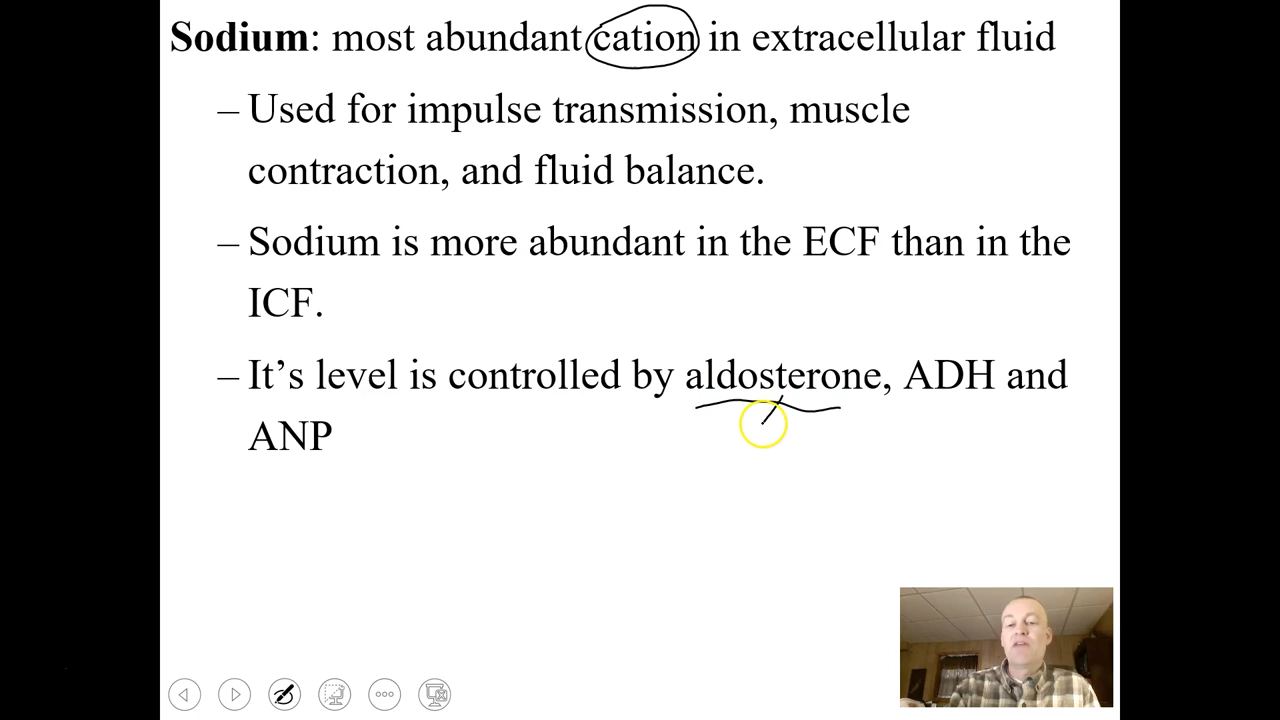 Sodium: most abundant cation in extracellular fluid
– Used for impulse transmission, muscle
contraction, and fluid balance.
– Sodium is more abundant in the ECF than in the
ICF.
– It’s level is controlled by aldosterone, ADH and
ANP